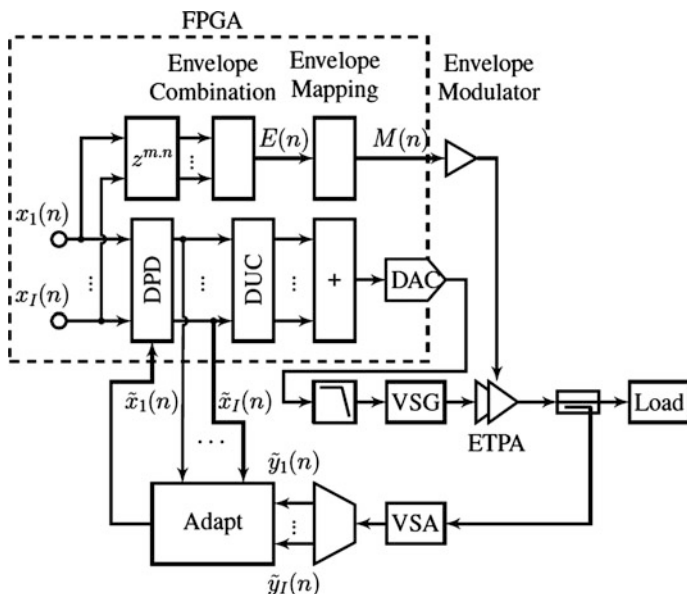 FPGA
Envelope
Combination
Envelope
Mapping
Envelope
Modulator
z^{m.n}
⋮
E(n)
M(n)
x_1(n)
⋮
x_I(n)
DPD
⋮
DUC
⋮
+
DAC
x̃_1(n)
x̃_I(n)
...
VSG
ETPA
Load
Adapt
ỹ_1(n)
⋮
ỹ_I(n)
VSA